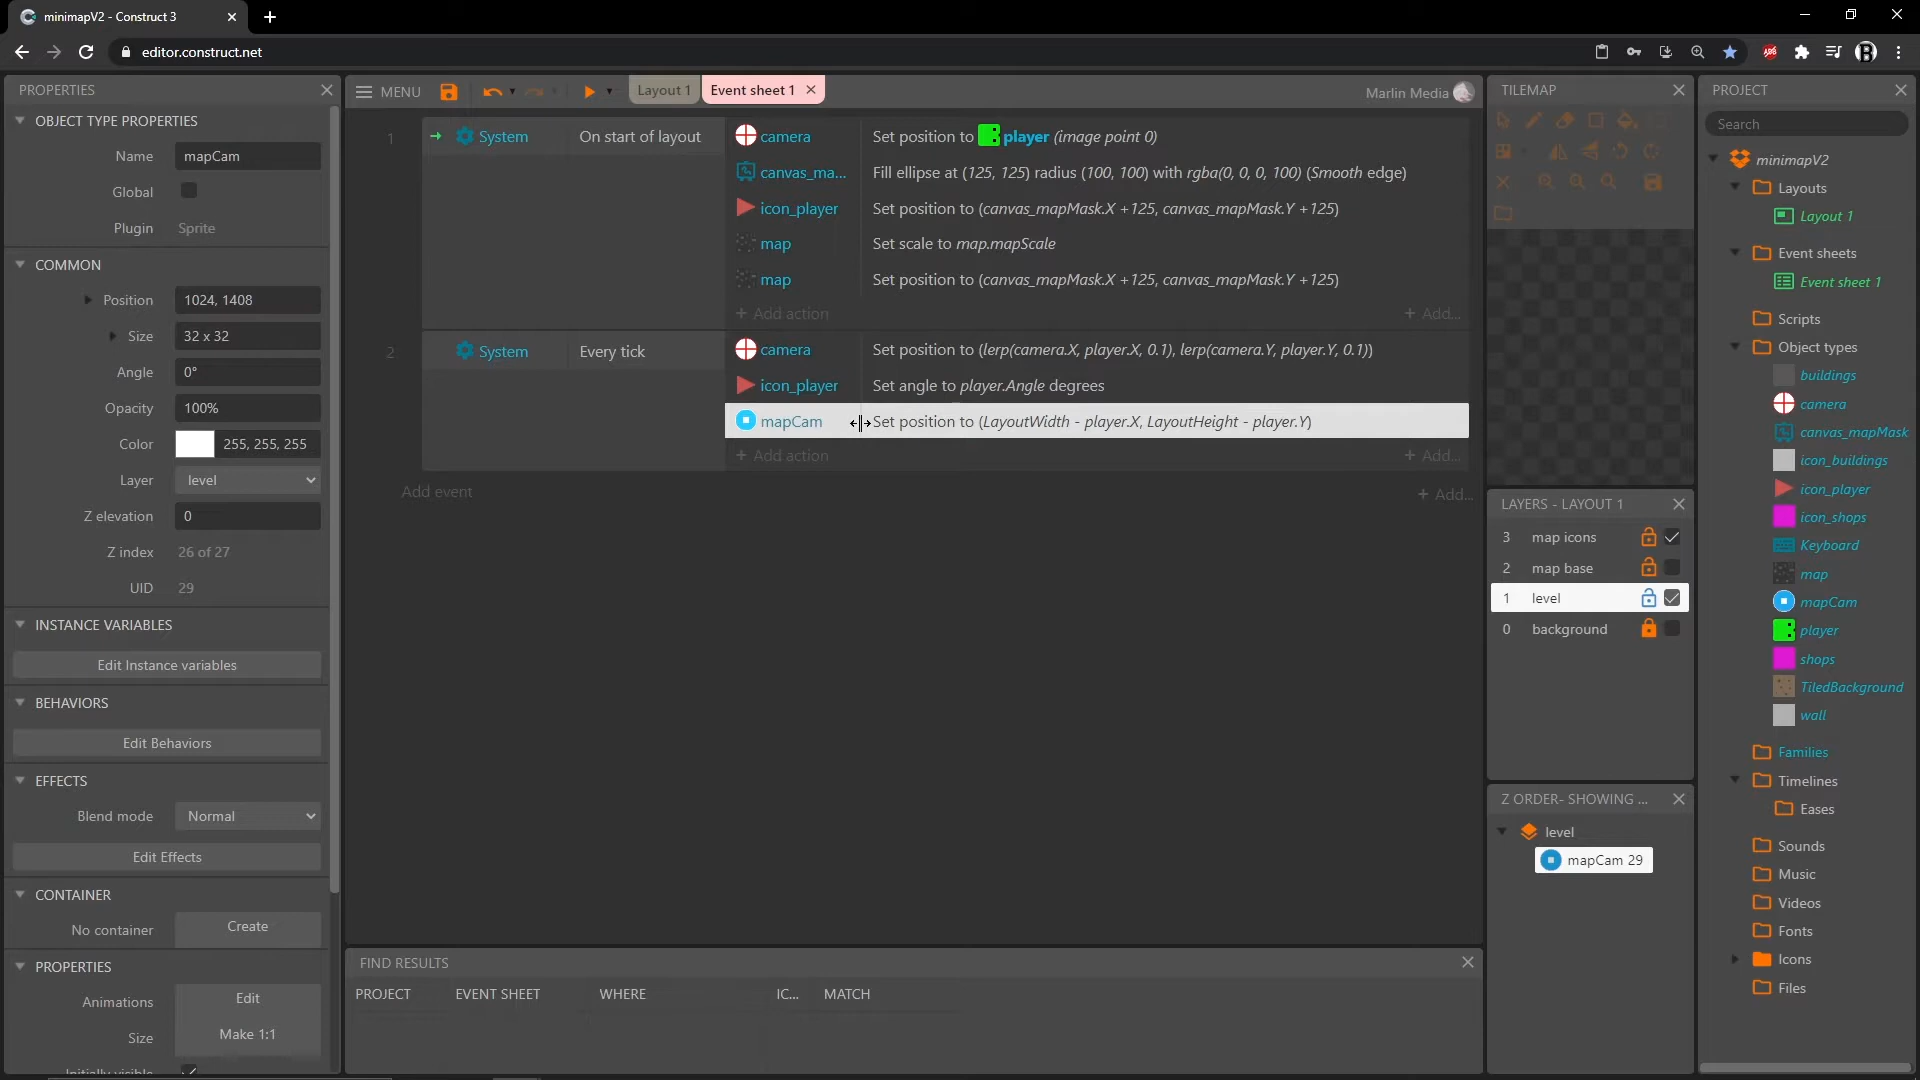 minimapV2 - Construct 3
editor.construct.net
PROPERTIES
OBJECT TYPE PROPERTIES
Name mapCam
Global
Plugin Sprite
COMMON
Position 1024, 1408
Size 32 x 32
Angle 0°
Opacity 100%
Color 255, 255, 255
Layer level
Z elevation 0
Z index 26 of 27
UID 29
INSTANCE VARIABLES
Edit Instance variables
BEHAVIORS
Edit Behaviors
EFFECTS
Blend mode Normal
Edit Effects
CONTAINER
No container Create
PROPERTIES
Animations Edit
Size Make 1:1
Initially visible
MENU
Layout 1
Event sheet 1
Marlin Media
1 System On start of layout
camera Set position to player (image point 0)
canvas_ma... Fill ellipse at (125, 125) radius (100, 100) with rgba(0, 0, 0, 100) (Smooth edge)
icon_player Set position to (canvas_mapMask.X +125, canvas_mapMask.Y +125)
map Set scale to map.mapScale
map Set position to (canvas_mapMask.X +125, canvas_mapMask.Y +125)
+ Add action + Add...
2 System Every tick
camera Set position to (lerp(camera.X, player.X, 0.1), lerp(camera.Y, player.Y, 0.1))
icon_player Set angle to player.Angle degrees
mapCam Set position to (LayoutWidth - player.X, LayoutHeight - player.Y)
+ Add action + Add...
Add event + Add...
FIND RESULTS
PROJECT EVENT SHEET WHERE IC... MATCH
TILEMAP
LAYERS - LAYOUT 1
3 map icons
2 map base
1 level
0 background
Z ORDER- SHOWING ...
level
mapCam 29
PROJECT
Search
minimapV2
Layouts
Layout 1
Event sheets
Event sheet 1
Scripts
Object types
buildings
camera
canvas_mapMask
icon_buildings
icon_player
icon_shops
Keyboard
map
mapCam
player
shops
TiledBackground
wall
Families
Timelines
Eases
Sounds
Music
Videos
Fonts
Icons
Files